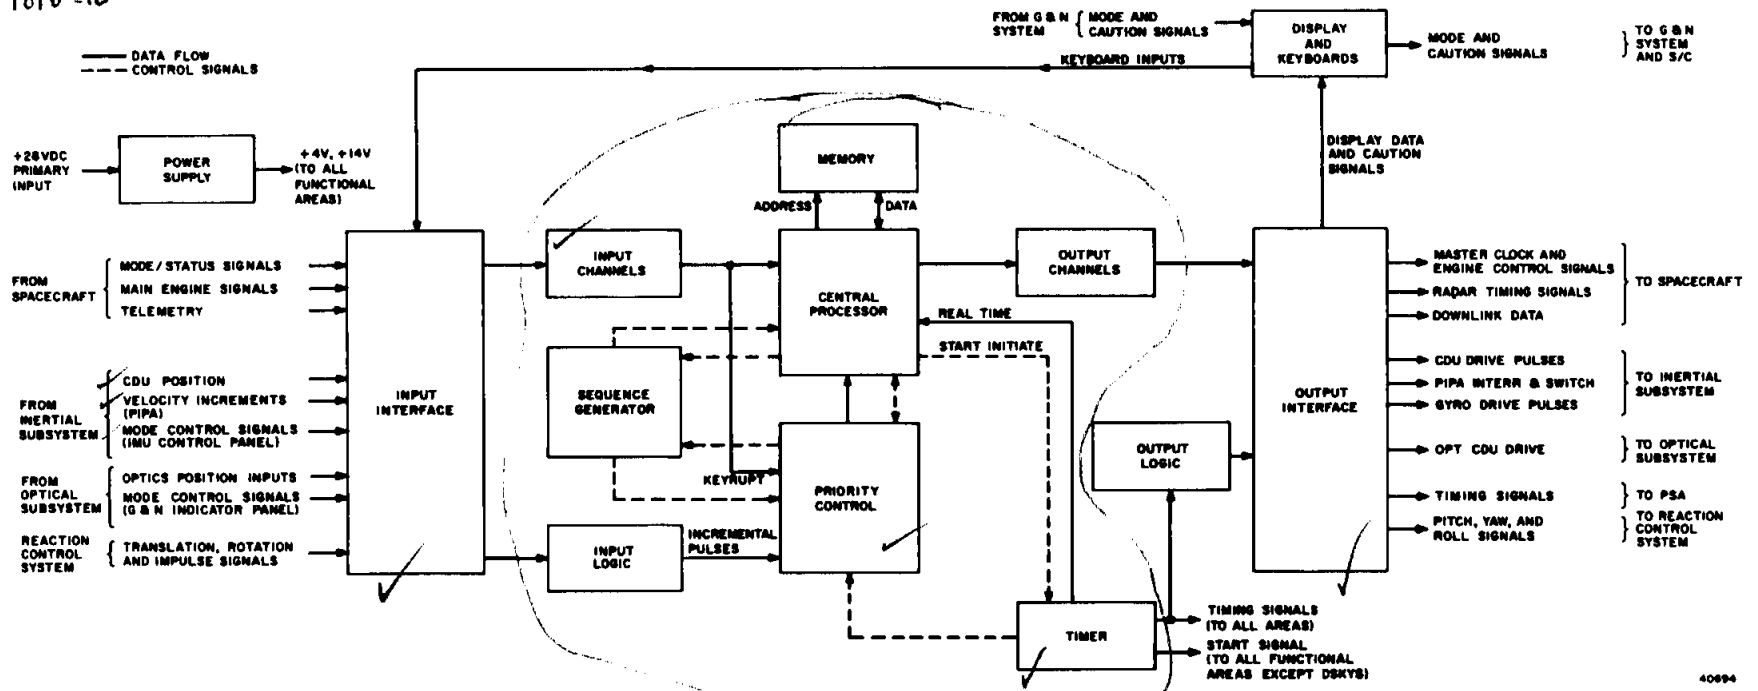 FROM G & N
SYSTEM
MODE AND
CAUTION SIGNALS
DISPLAY
AND
KEYBOARDS
MODE AND
CAUTION SIGNALS
TO G & N
SYSTEM
AND S/C
DATA FLOW
CONTROL SIGNALS
KEYBOARD INPUTS
+28VDC
PRIMARY
INPUT
POWER
SUPPLY
+4V, +14V
(TO ALL
FUNCTIONAL
AREAS)
MEMORY
DISPLAY DATA
AND CAUTION
SIGNALS
ADDRESS
DATA
FROM
SPACECRAFT
MODE/STATUS SIGNALS
MAIN ENGINE SIGNALS
TELEMETRY
INPUT
CHANNELS
CENTRAL
PROCESSOR
OUTPUT
CHANNELS
MASTER CLOCK AND
ENGINE CONTROL SIGNALS
RADAR TIMING SIGNALS
DOWNLINK DATA
TO SPACECRAFT
REAL TIME
START INITIATE
FROM
INERTIAL
SUBSYSTEM
CDU POSITION
VELOCITY INCREMENTS
(PIPA)
MODE CONTROL SIGNALS
(IMU CONTROL PANEL)
INPUT
INTERFACE
SEQUENCE
GENERATOR
OUTPUT
INTERFACE
CDU DRIVE PULSES
PIPA INTERR & SWITCH
GYRO DRIVE PULSES
TO INERTIAL
SUBSYSTEM
FROM
OPTICAL
SUBSYSTEM
OPTICS POSITION INPUTS
MODE CONTROL SIGNALS
(G & N INDICATOR PANEL)
KEYRUPT
PRIORITY
CONTROL
OUTPUT
LOGIC
OPT CDU DRIVE
TO OPTICAL
SUBSYSTEM
TIMING SIGNALS
TO PSA
PITCH, YAW, AND
ROLL SIGNALS
TO REACTION
CONTROL
SYSTEM
REACTION
CONTROL
SYSTEM
TRANSLATION, ROTATION
AND IMPULSE SIGNALS
INPUT
LOGIC
INCREMENTAL
PULSES
TIMER
TIMING SIGNALS
(TO ALL AREAS)
START SIGNAL
(TO ALL FUNCTIONAL
AREAS EXCEPT DSKYS)
40694